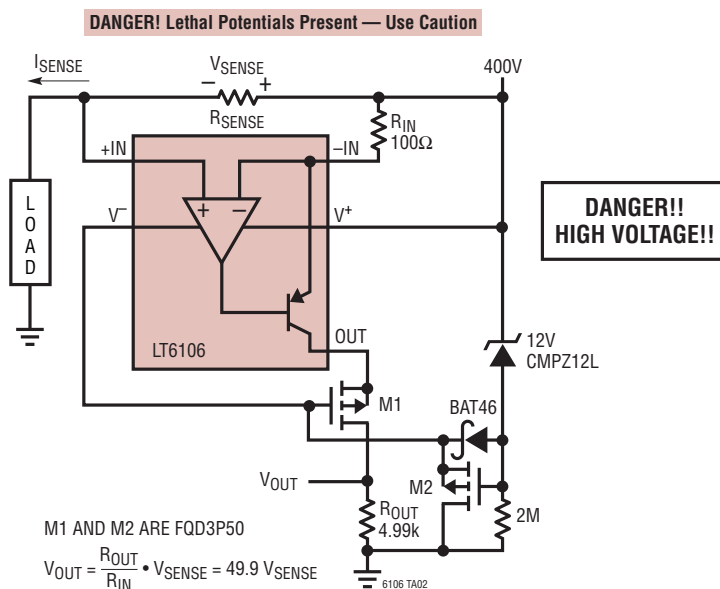 DANGER! Lethal Potentials Present — Use Caution
ISENSE
VSENSE
400V
–
+
RSENSE
RIN
100Ω
+IN
–IN
LOAD
V–
+
–
V+
DANGER!!
HIGH VOLTAGE!!
OUT
LT6106
12V
CMPZ12L
M1
BAT46
VOUT
M2
ROUT
4.99k
2M
M1 AND M2 ARE FQD3P50
VOUT = ROUT/RIN • VSENSE = 49.9 VSENSE
6106 TA02